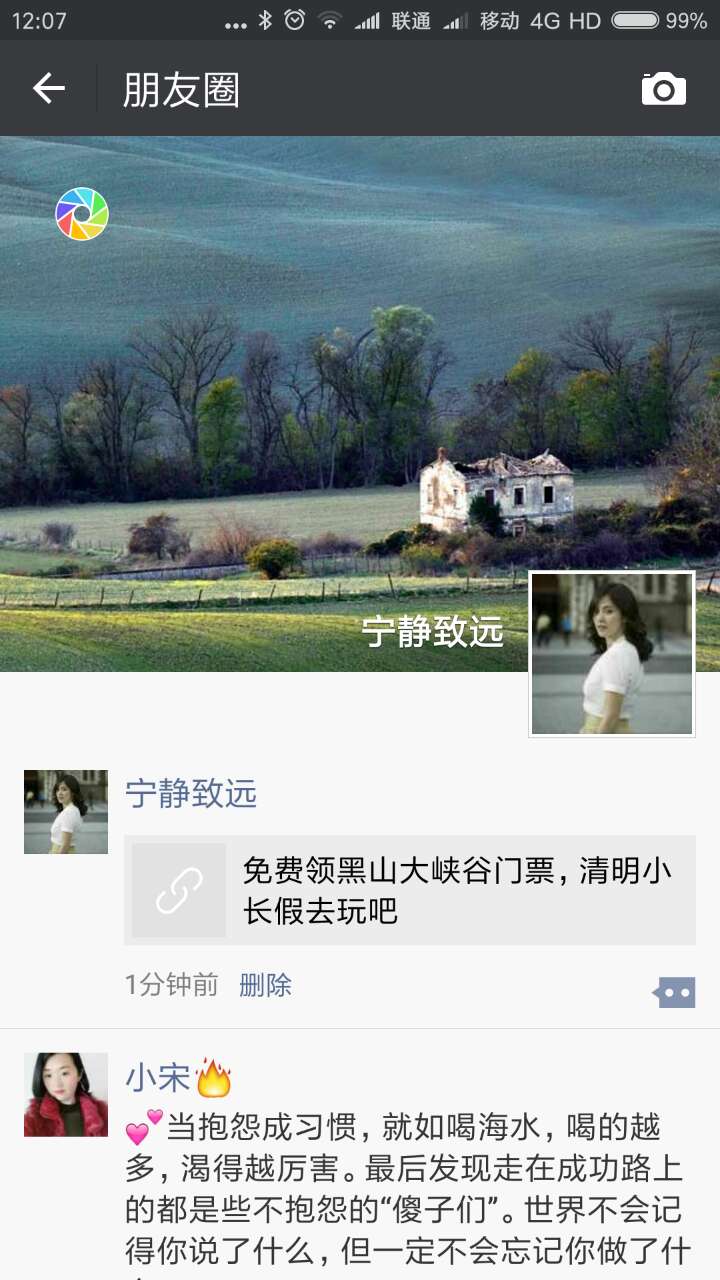 12:07 ... 联通 移动 4G HD 99%
朋友圈
宁静致远
宁静致远
免费领黑山大峡谷门票，清明小
长假去玩吧
1分钟前 删除
小宋🔥
💕当抱怨成习惯，就如喝海水，喝的越
多，渴得越厉害。最后发现走在成功路上
的都是些不抱怨的“傻子们”。世界不会记
得你说了什么，但一定不会忘记你做了什